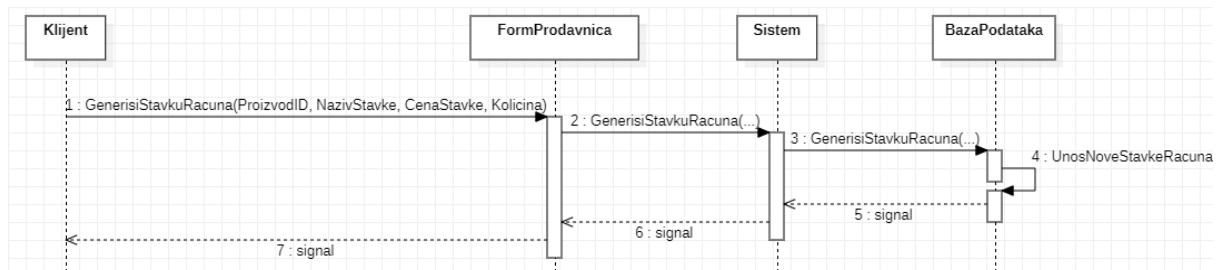 Klijent
FormProdavnica
Sistem
BazaPodataka
1 : GenerisiStavkuRacuna(ProizvodID, NazivStavke, CenaStavke, Kolicina)
2 : GenerisiStavkuRacuna(...)
3 : GenerisiStavkuRacuna(...)
4 : UnosNoveStavkeRacuna
5 : signal
6 : signal
7 : signal